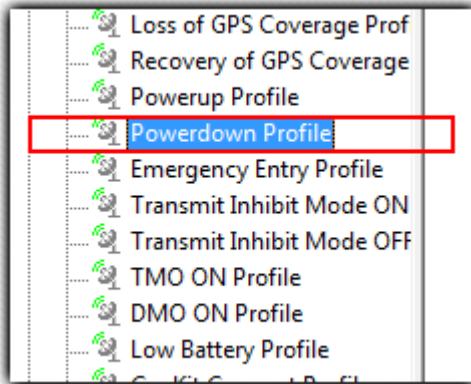 Loss of GPS Coverage Prof
Recovery of GPS Coverage
Powerup Profile
Powerdown Profile
Emergency Entry Profile
Transmit Inhibit Mode ON
Transmit Inhibit Mode OFF
TMO ON Profile
DMO ON Profile
Low Battery Profile